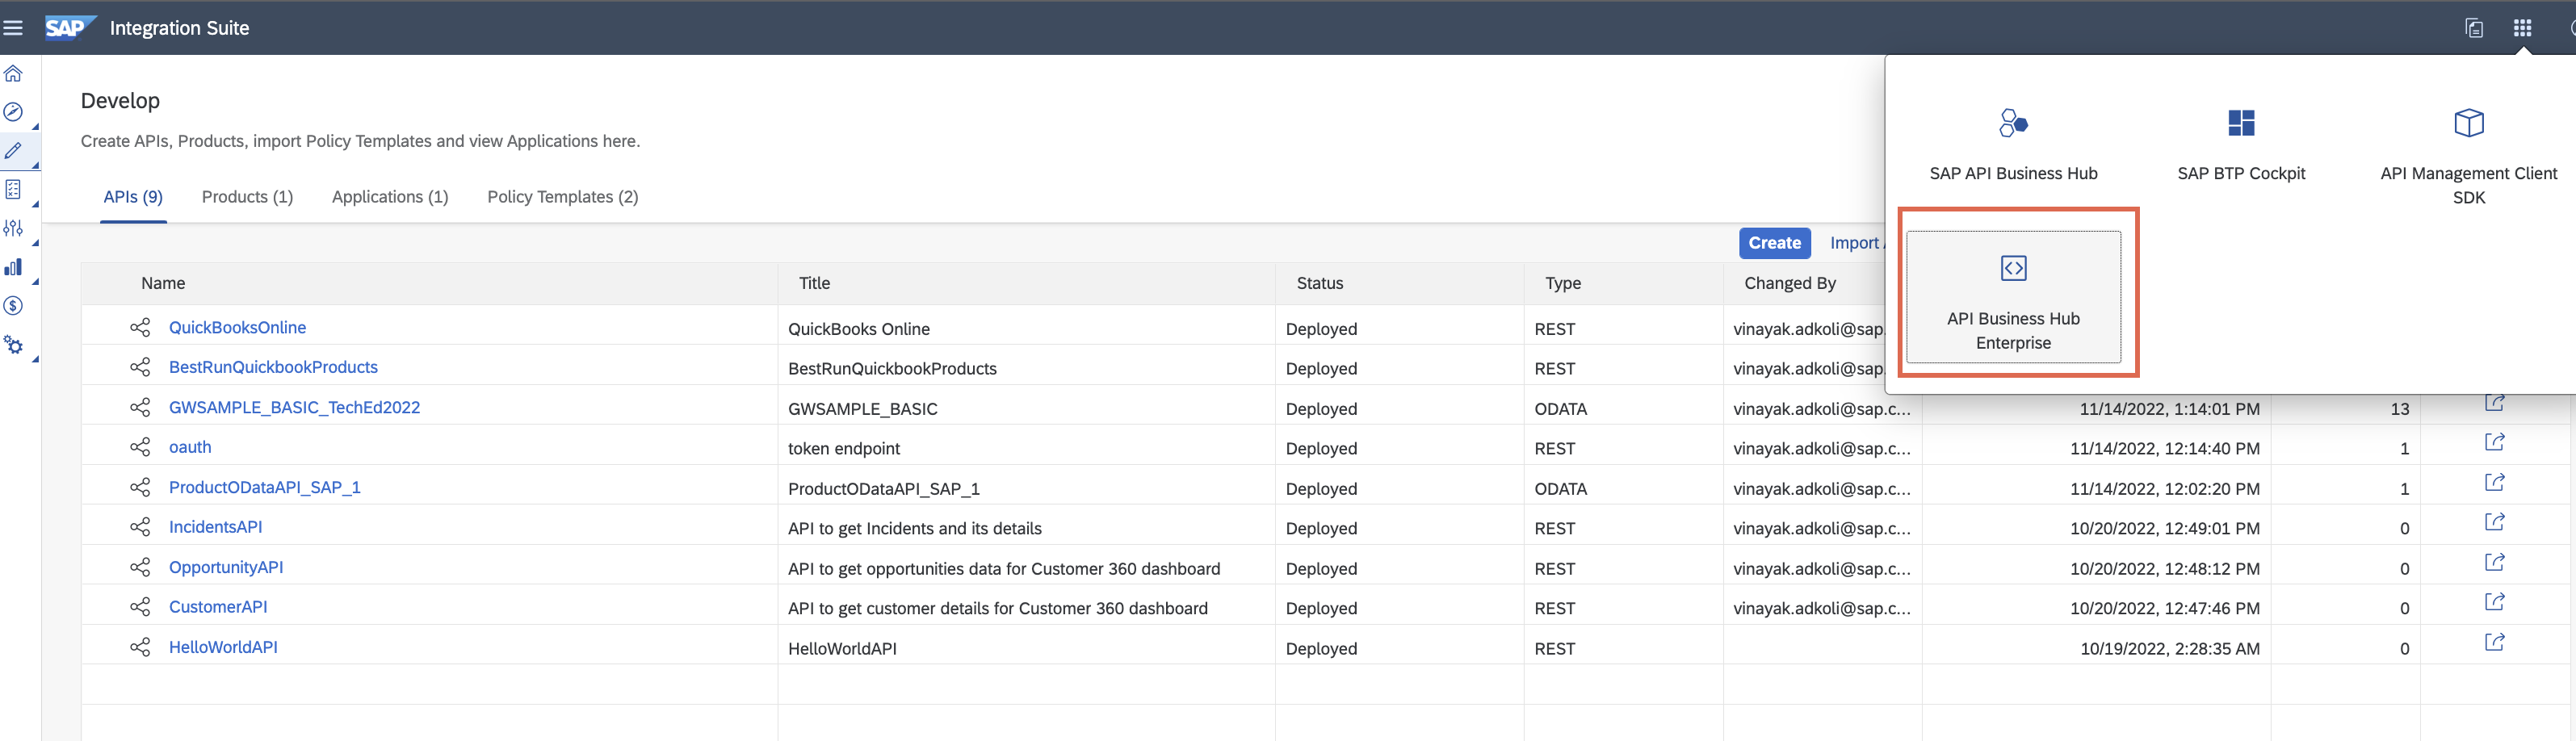 SAP Integration Suite
Develop
Create APIs, Products, import Policy Templates and view Applications here.
APIs (9) Products (1) Applications (1) Policy Templates (2)
SAP API Business Hub SAP BTP Cockpit API Management Client
SDK
API Business Hub
Enterprise
Create Import
Name Title Status Type Changed By
QuickBooksOnline QuickBooks Online Deployed REST vinayak.adkoli@sap.
BestRunQuickbookProducts BestRunQuickbookProducts Deployed REST vinayak.adkoli@sap.
GWSAMPLE_BASIC_TechEd2022 GWSAMPLE_BASIC Deployed ODATA vinayak.adkoli@sap.c... 11/14/2022, 1:14:01 PM 13
oauth token endpoint Deployed REST vinayak.adkoli@sap.c... 11/14/2022, 12:14:40 PM 1
ProductODataAPI_SAP_1 ProductODataAPI_SAP_1 Deployed ODATA vinayak.adkoli@sap.c... 11/14/2022, 12:02:20 PM 1
IncidentsAPI API to get Incidents and its details Deployed REST vinayak.adkoli@sap.c... 10/20/2022, 12:49:01 PM 0
OpportunityAPI API to get opportunities data for Customer 360 dashboard Deployed REST vinayak.adkoli@sap.c... 10/20/2022, 12:48:12 PM 0
CustomerAPI API to get customer details for Customer 360 dashboard Deployed REST vinayak.adkoli@sap.c... 10/20/2022, 12:47:46 PM 0
HelloWorldAPI HelloWorldAPI Deployed REST 10/19/2022, 2:28:35 AM 0